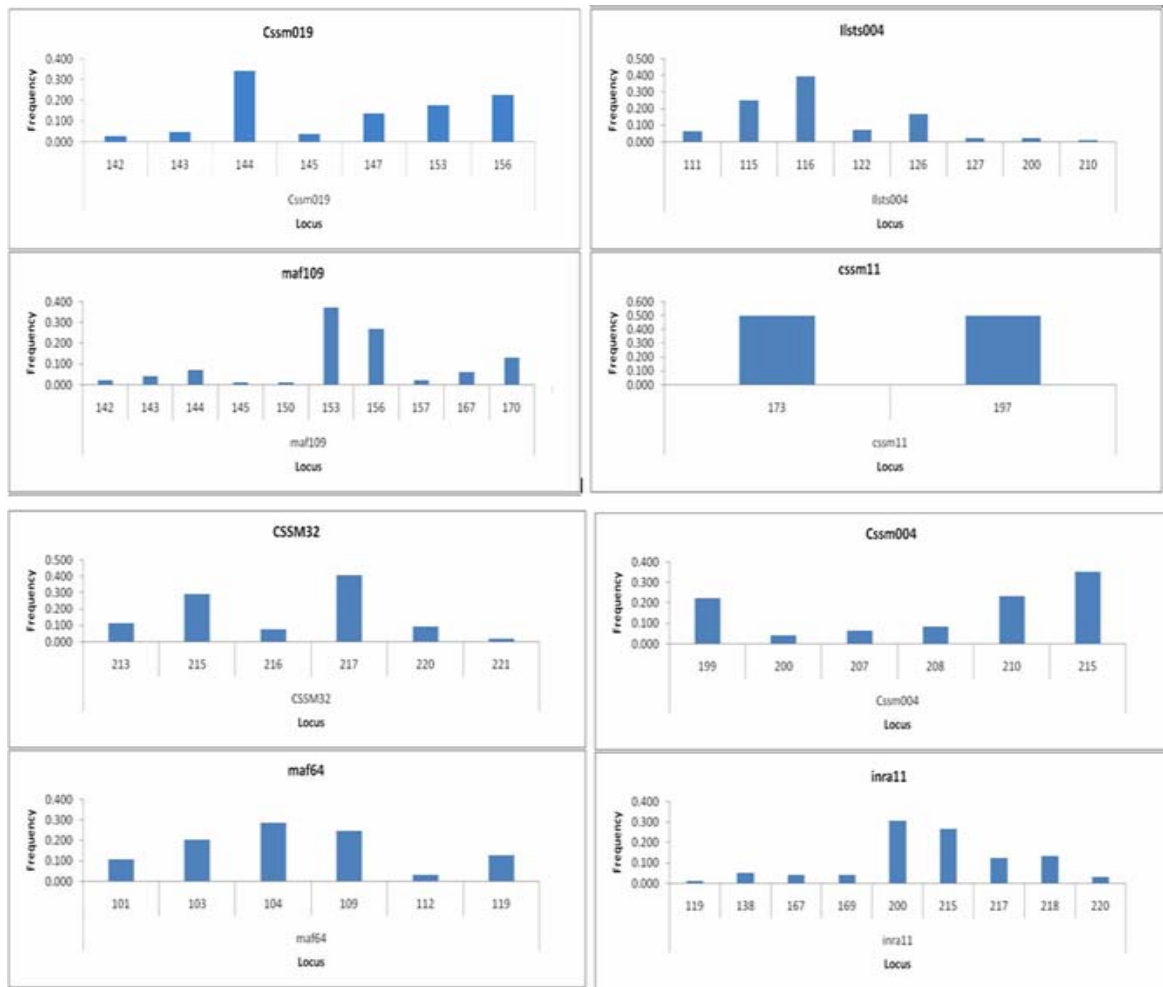 Cssm019
Frequency
0.400
0.300
0.200
0.100
0.000
142 143 144 145 147 153 156
Cssm019
Locus
Ilsts004
Frequency
0.500
0.400
0.300
0.200
0.100
0.000
111 115 116 122 126 127 200 210
Ilsts004
Locus
maf109
Frequency
0.400
0.300
0.200
0.100
0.000
142 143 144 145 150 153 156 157 167 170
maf109
Locus
cssm11
Frequency
0.600
0.500
0.400
0.300
0.200
0.100
0.000
173 197
cssm11
Locus
CSSM32
Frequency
0.500
0.400
0.300
0.200
0.100
0.000
213 215 216 217 220 221
CSSM32
Locus
Cssm004
Frequency
0.400
0.300
0.200
0.100
0.000
199 200 207 208 210 215
Cssm004
Locus
maf64
Frequency
0.400
0.300
0.200
0.100
0.000
101 103 104 109 112 119
maf64
Locus
inra11
Frequency
0.400
0.300
0.200
0.100
0.000
119 138 167 169 200 215 217 218 220
inra11
Locus